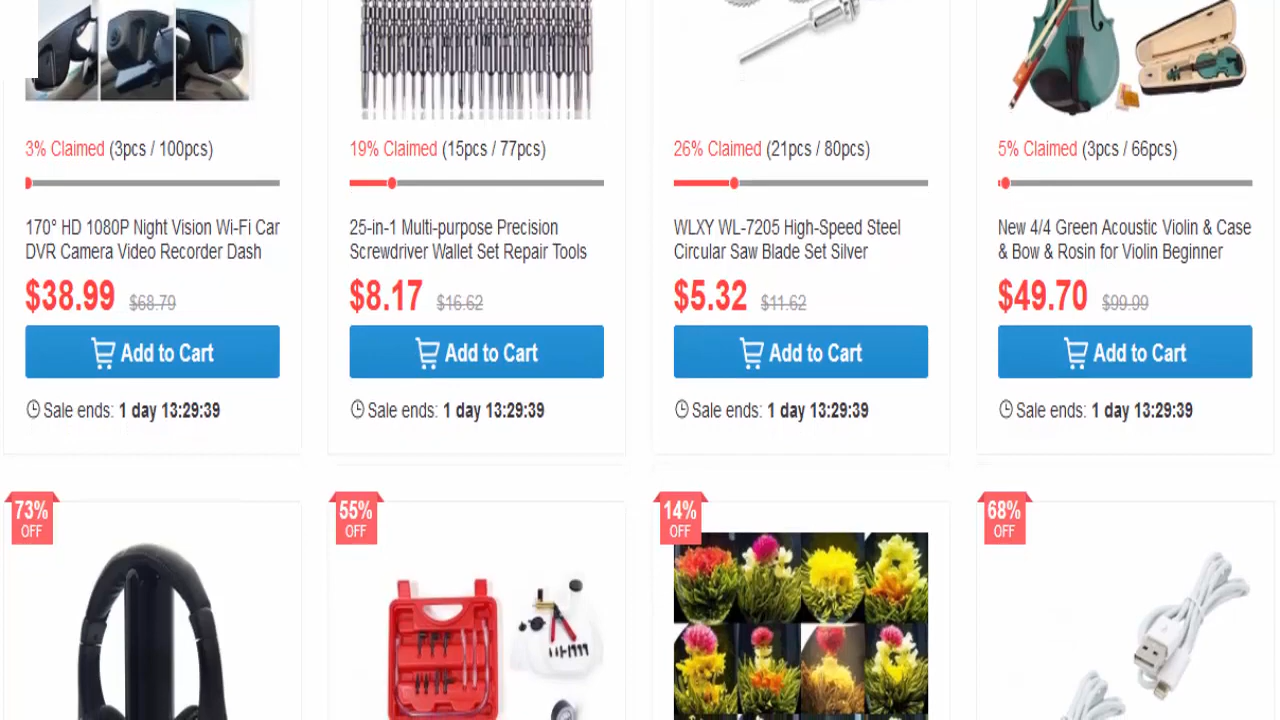 3% Claimed (3pcs / 100pcs)
170° HD 1080P Night Vision Wi-Fi Car
DVR Camera Video Recorder Dash
$38.99 $68.79
Add to Cart
Sale ends: 1 day 13:29:39
19% Claimed (15pcs / 77pcs)
25-in-1 Multi-purpose Precision
Screwdriver Wallet Set Repair Tools
$8.17 $16.62
Add to Cart
Sale ends: 1 day 13:29:39
26% Claimed (21pcs / 80pcs)
WLXY WL-7205 High-Speed Steel
Circular Saw Blade Set Silver
$5.32 $11.62
Add to Cart
Sale ends: 1 day 13:29:39
5% Claimed (3pcs / 66pcs)
New 4/4 Green Acoustic Violin & Case
& Bow & Rosin for Violin Beginner
$49.70 $99.99
Add to Cart
Sale ends: 1 day 13:29:39
73%
OFF
55%
OFF
14%
OFF
68%
OFF